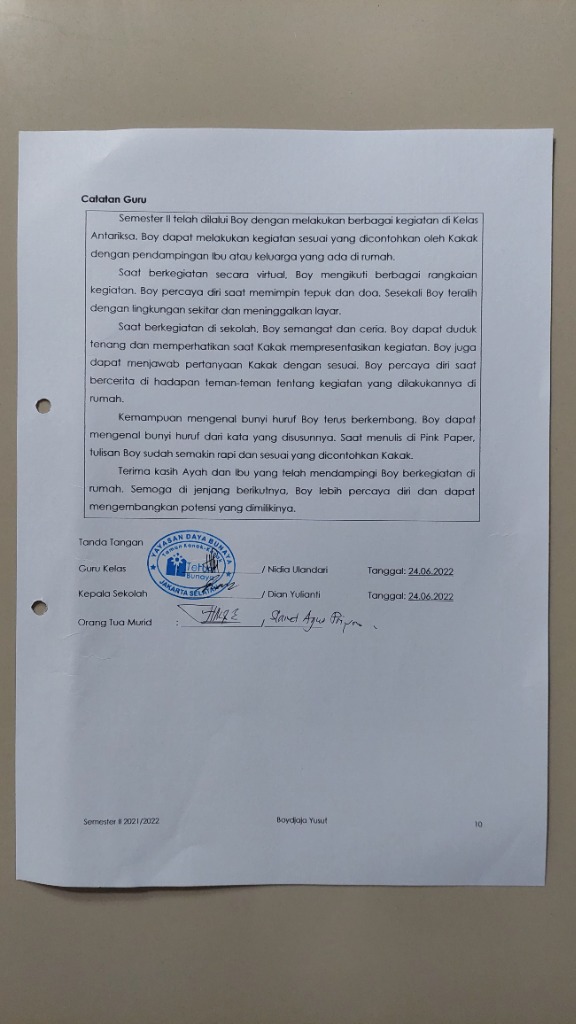 Catatan Guru
Semester II telah dilalui Boy dengan melakukan berbagai kegiatan di Kelas
Antariksa. Boy dapat melakukan kegiatan sesuai yang dicontohkan oleh Kakak
dengan pendampingan Ibu atau keluarga yang ada di rumah.
Saat berkegiatan secara virtual, Boy mengikuti berbagai rangkaian
kegiatan. Boy percaya diri saat memimpin tepuk dan doa. Sesekali Boy teralih
dengan lingkungan sekitar dan meninggalkan layar.
Saat berkegiatan di sekolah, Boy semangat dan ceria. Boy dapat duduk
tenang dan memperhatikan saat Kakak mempresentasikan kegiatan. Boy juga
dapat menjawab pertanyaan Kakak dengan sesuai. Boy percaya diri saat
bercerita di hadapan teman-teman tentang kegiatan yang dilakukannya di
rumah.
Kemampuan mengenal bunyi huruf Boy terus berkembang. Boy dapat
mengenal bunyi huruf dari kata yang disusunnya. Saat menulis di Pink Paper,
tulisan Boy sudah semakin rapi dan sesuai yang dicontohkan Kakak.
Terima kasih Ayah dan Ibu yang telah mendampingi Boy berkegiatan di
rumah. Semoga di jenjang berikutnya, Boy lebih percaya diri dan dapat
mengembangkan potensi yang dimilikinya.
Tanda Tangan
YAYASAN DAYA BUNAYA
Bunaya
JAKARTA SELATAN
Guru Kelas / Nidia Ulandari Tanggal: 24.06.2022
Kepala Sekolah / Dian Yulianti Tanggal: 24.06.2022
Orang Tua Murid : / Slamet Agus
Semester II 2021/2022 Boydjaja Yusuf 10